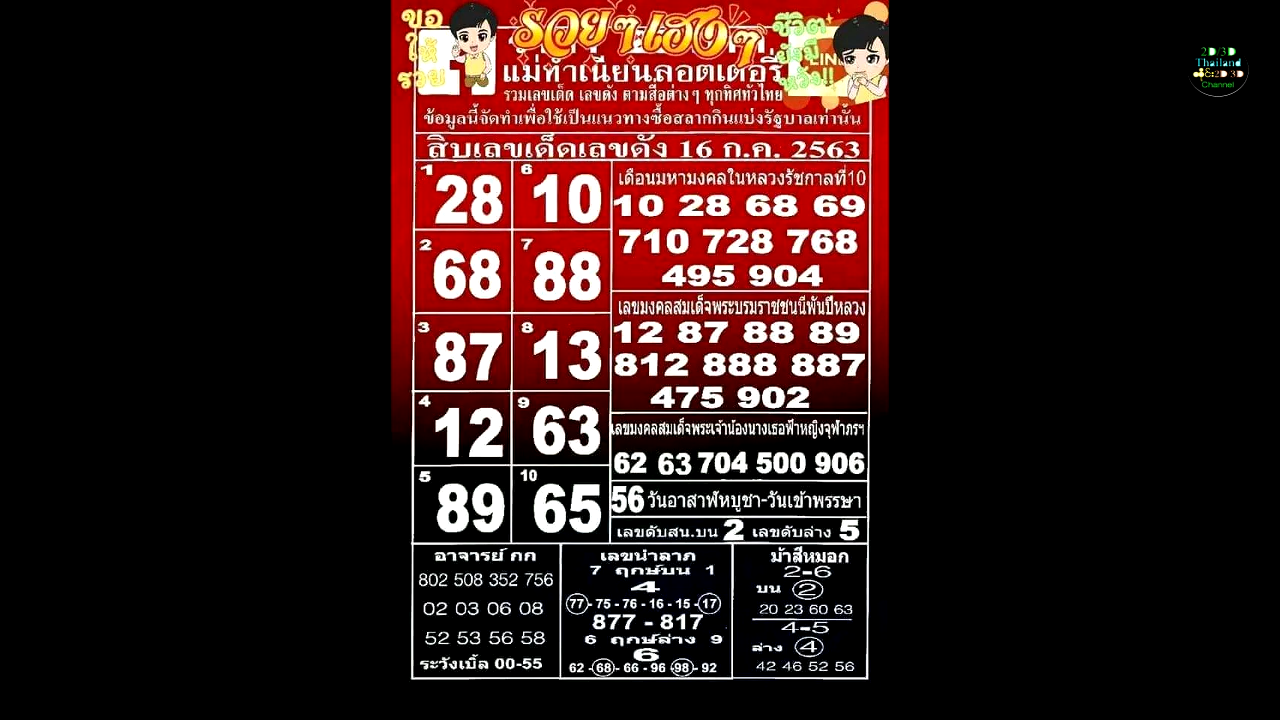 ขอ
ให้
รวย
รวยๆเฮงๆ
ชีวิต
ยังมี
หวัง!!
แม่ทำเนียนลอตเตอรี่
รวมเลขเด็ด เลขดัง ตามสื่อต่างๆ ทุกทิศทั่วไทย
ข้อมูลนี้จัดทำเพื่อใช้เป็นแนวทางซื้อสลากกินแบ่งรัฐบาลเท่านั้น
สิบเลขเด็ดเลขดัง 16 ก.ค. 2563
1 28 6 10
2 68 7 88
3 87 8 13
4 12 9 63
5 89 10 65
เดือนมหามงคลในหลวงรัชกาลที่10
10 28 68 69
710 728 768
495 904
เลขมงคลสมเด็จพระบรมราชชนนีพันปีหลวง
12 87 88 89
812 888 887
475 902
เลขมงคลสมเด็จพระเจ้าน้องนางเธอฟ้าหญิงจุฬาภรฯ
62 63 704 500 906
56 วันอาสาฬหบูชา-วันเข้าพรรษา
เลขดับสน.บน 2 เลขดับล่าง 5
อาจารย์ กก
802 508 352 756
02 03 06 08
52 53 56 58
ระวังเบิ้ล 00-55
เลขนำลาภ
7 ฤกษ์บน 1
4
77 - 75 - 76 - 16 - 15 - 17
877 - 817
6 ฤกษ์ล่าง 9
6
62 - 68 - 66 - 96 - 98 - 92
ม้าสีหมอก
2-6
บน 2
20 23 60 63
4-5
ล่าง 4
42 46 52 56
2D/3D
Thailand
&:2D 3D
Channel